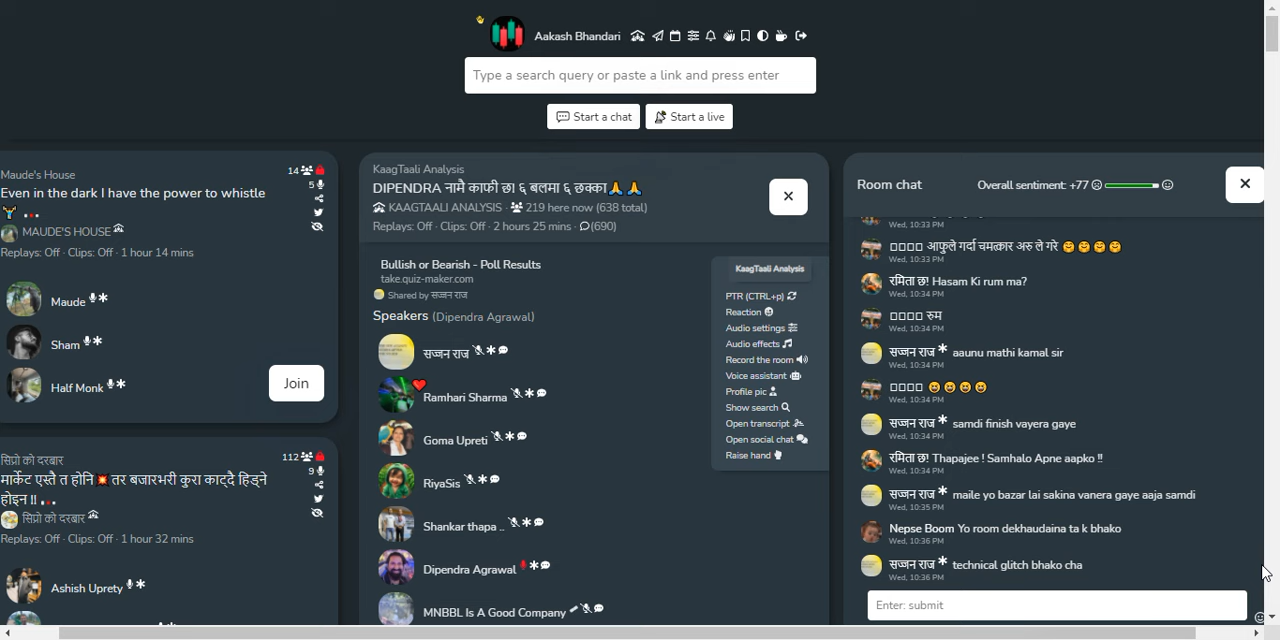 Aakash Bhandari
Type a search query or paste a link and press enter
Start a chat
Start a live
Maude's House
14
Even in the dark I have the power to whistle
5
MAUDE'S HOUSE
Replays: Off · Clips: Off · 1 hour 14 mins
Maude
Sham
Half Monk
Join
सिप्रो को दरबार
112
मार्केट एस्तै त होनि💥तर बजारभरी कुरा काट्दै हिड्ने
9
होइन !!
सिप्रो को दरबार
Replays: Off · Clips: Off · 1 hour 32 mins
Ashish Uprety
KaagTaali Analysis
DIPENDRA नामै काफी छ। ६ बलमा ६ छक्का🙏🙏
KAAGTAALI ANALYSIS · 219 here now (638 total)
Replays: Off · Clips: Off · 2 hours 25 mins · (690)
Bullish or Bearish - Poll Results
take.quiz-maker.com
Shared by सज्जन राज
Speakers (Dipendra Agrawal)
सज्जन राज
Ramhari Sharma
Goma Upreti
RiyaSis
Shankar thapa ..
Dipendra Agrawal
MNBBL Is A Good Company
KaagTaali Analysis
PTR (CTRL+p)
Reaction
Audio settings
Audio effects
Record the room
Voice assistant
Profile pic
Show search
Open transcript
Open social chat
Raise hand
Room chat
Overall sentiment: +77
Wed, 10:33 PM
आफुले गर्दा चमत्कार अरु ले गरे 🤗🤗🤗🤗
Wed, 10:33 PM
रमिता छ! Hasam Ki rum ma?
Wed, 10:34 PM
रुम
Wed, 10:34 PM
सज्जन राज * aaunu mathi kamal sir
Wed, 10:34 PM
😝😝😝😝
Wed, 10:34 PM
सज्जन राज * samdi finish vayera gaye
Wed, 10:34 PM
रमिता छ! Thapajee ! Samhalo Apne aapko !!
Wed, 10:34 PM
सज्जन राज * maile yo bazar lai sakina vanera gaye aaja samdi
Wed, 10:35 PM
Nepse Boom Yo room dekhaudaina ta k bhako
Wed, 10:36 PM
सज्जन राज * technical glitch bhako cha
Wed, 10:36 PM
Enter: submit